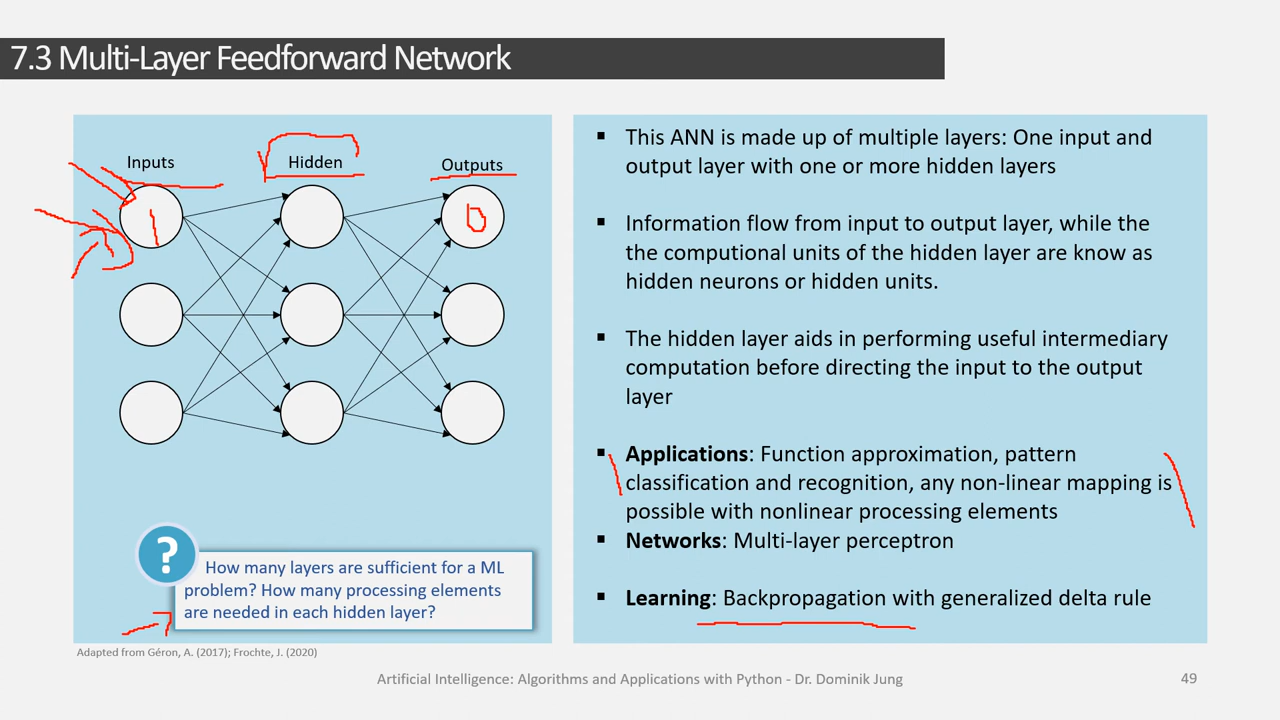 7.3 Multi-Layer Feedforward Network
Inputs
Hidden
Outputs
1
?
How many layers are sufficient for a ML
problem? How many processing elements
are needed in each hidden layer?
Adapted from Géron, A. (2017); Frochte, J. (2020)
▪ This ANN is made up of multiple layers: One input and
output layer with one or more hidden layers
▪ Information flow from input to output layer, while the
the computional units of the hidden layer are know as
hidden neurons or hidden units.
▪ The hidden layer aids in performing useful intermediary
computation before directing the input to the output
layer
▪ Applications: Function approximation, pattern
classification and recognition, any non-linear mapping is
possible with nonlinear processing elements
▪ Networks: Multi-layer perceptron
▪ Learning: Backpropagation with generalized delta rule
Artificial Intelligence: Algorithms and Applications with Python - Dr. Dominik Jung
49